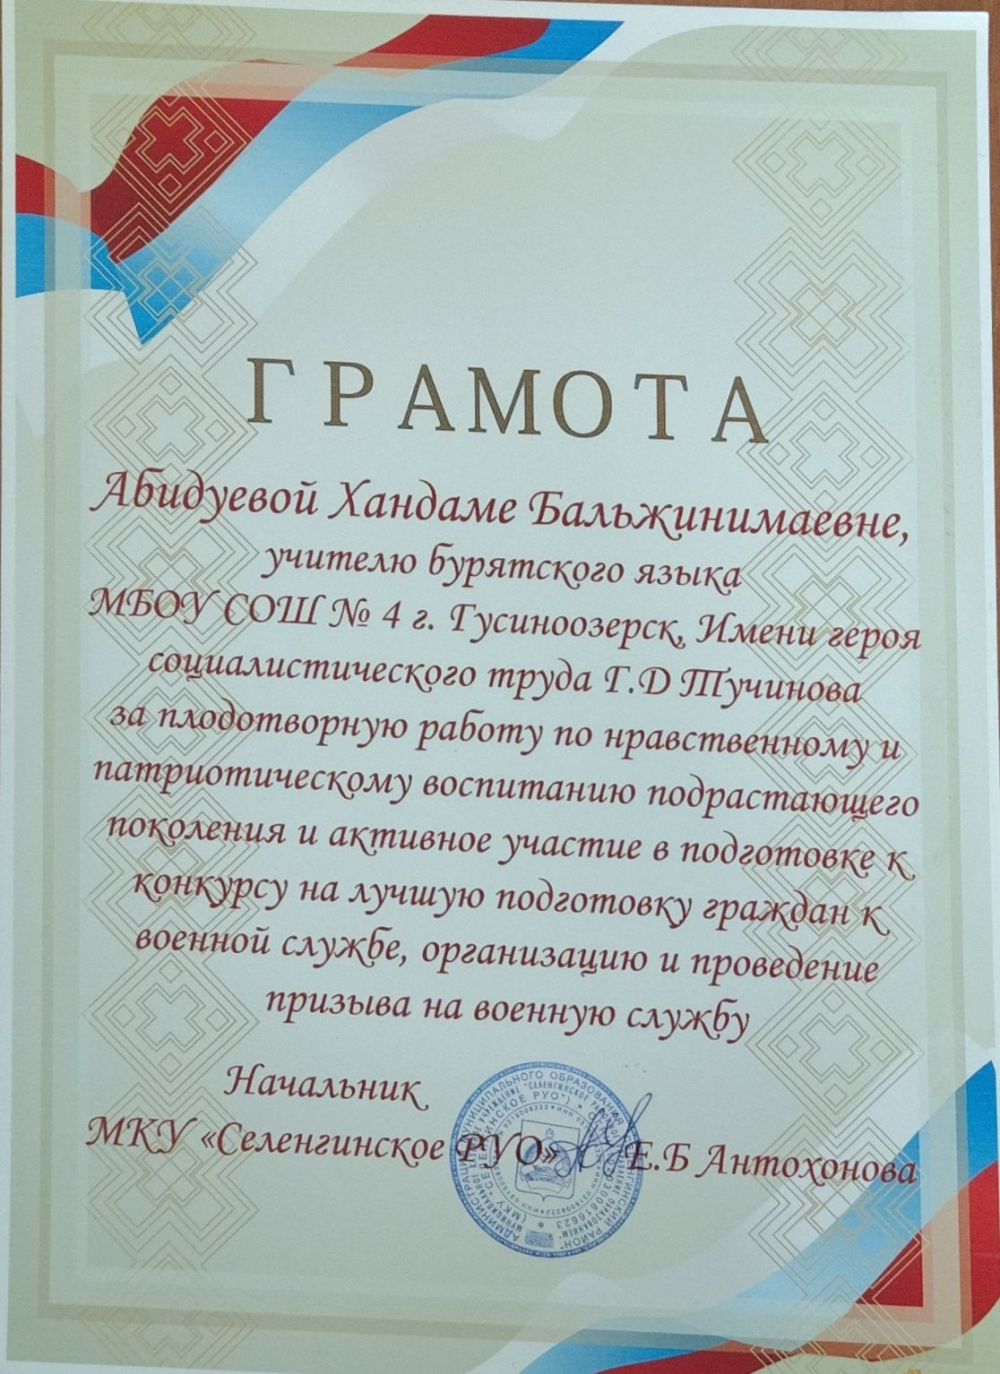 ГРАМОТА
Абидуевой Хандаме Бальжинимаевне,
учителю бурятского языка
МБОУ СОШ № 4 г. Гусиноозерск, Имени героя
социалистического труда Г.Д Тучинова
за плодотворную работу по нравственному и
патриотическому воспитанию подрастающего
поколения и активное участие в подготовке к
конкурсу на лучшую подготовку граждан к
военной службе, организацию и проведение
призыва на военную службу
Начальник
МКУ «Селенгинское РУО» Е.Б Антохонова